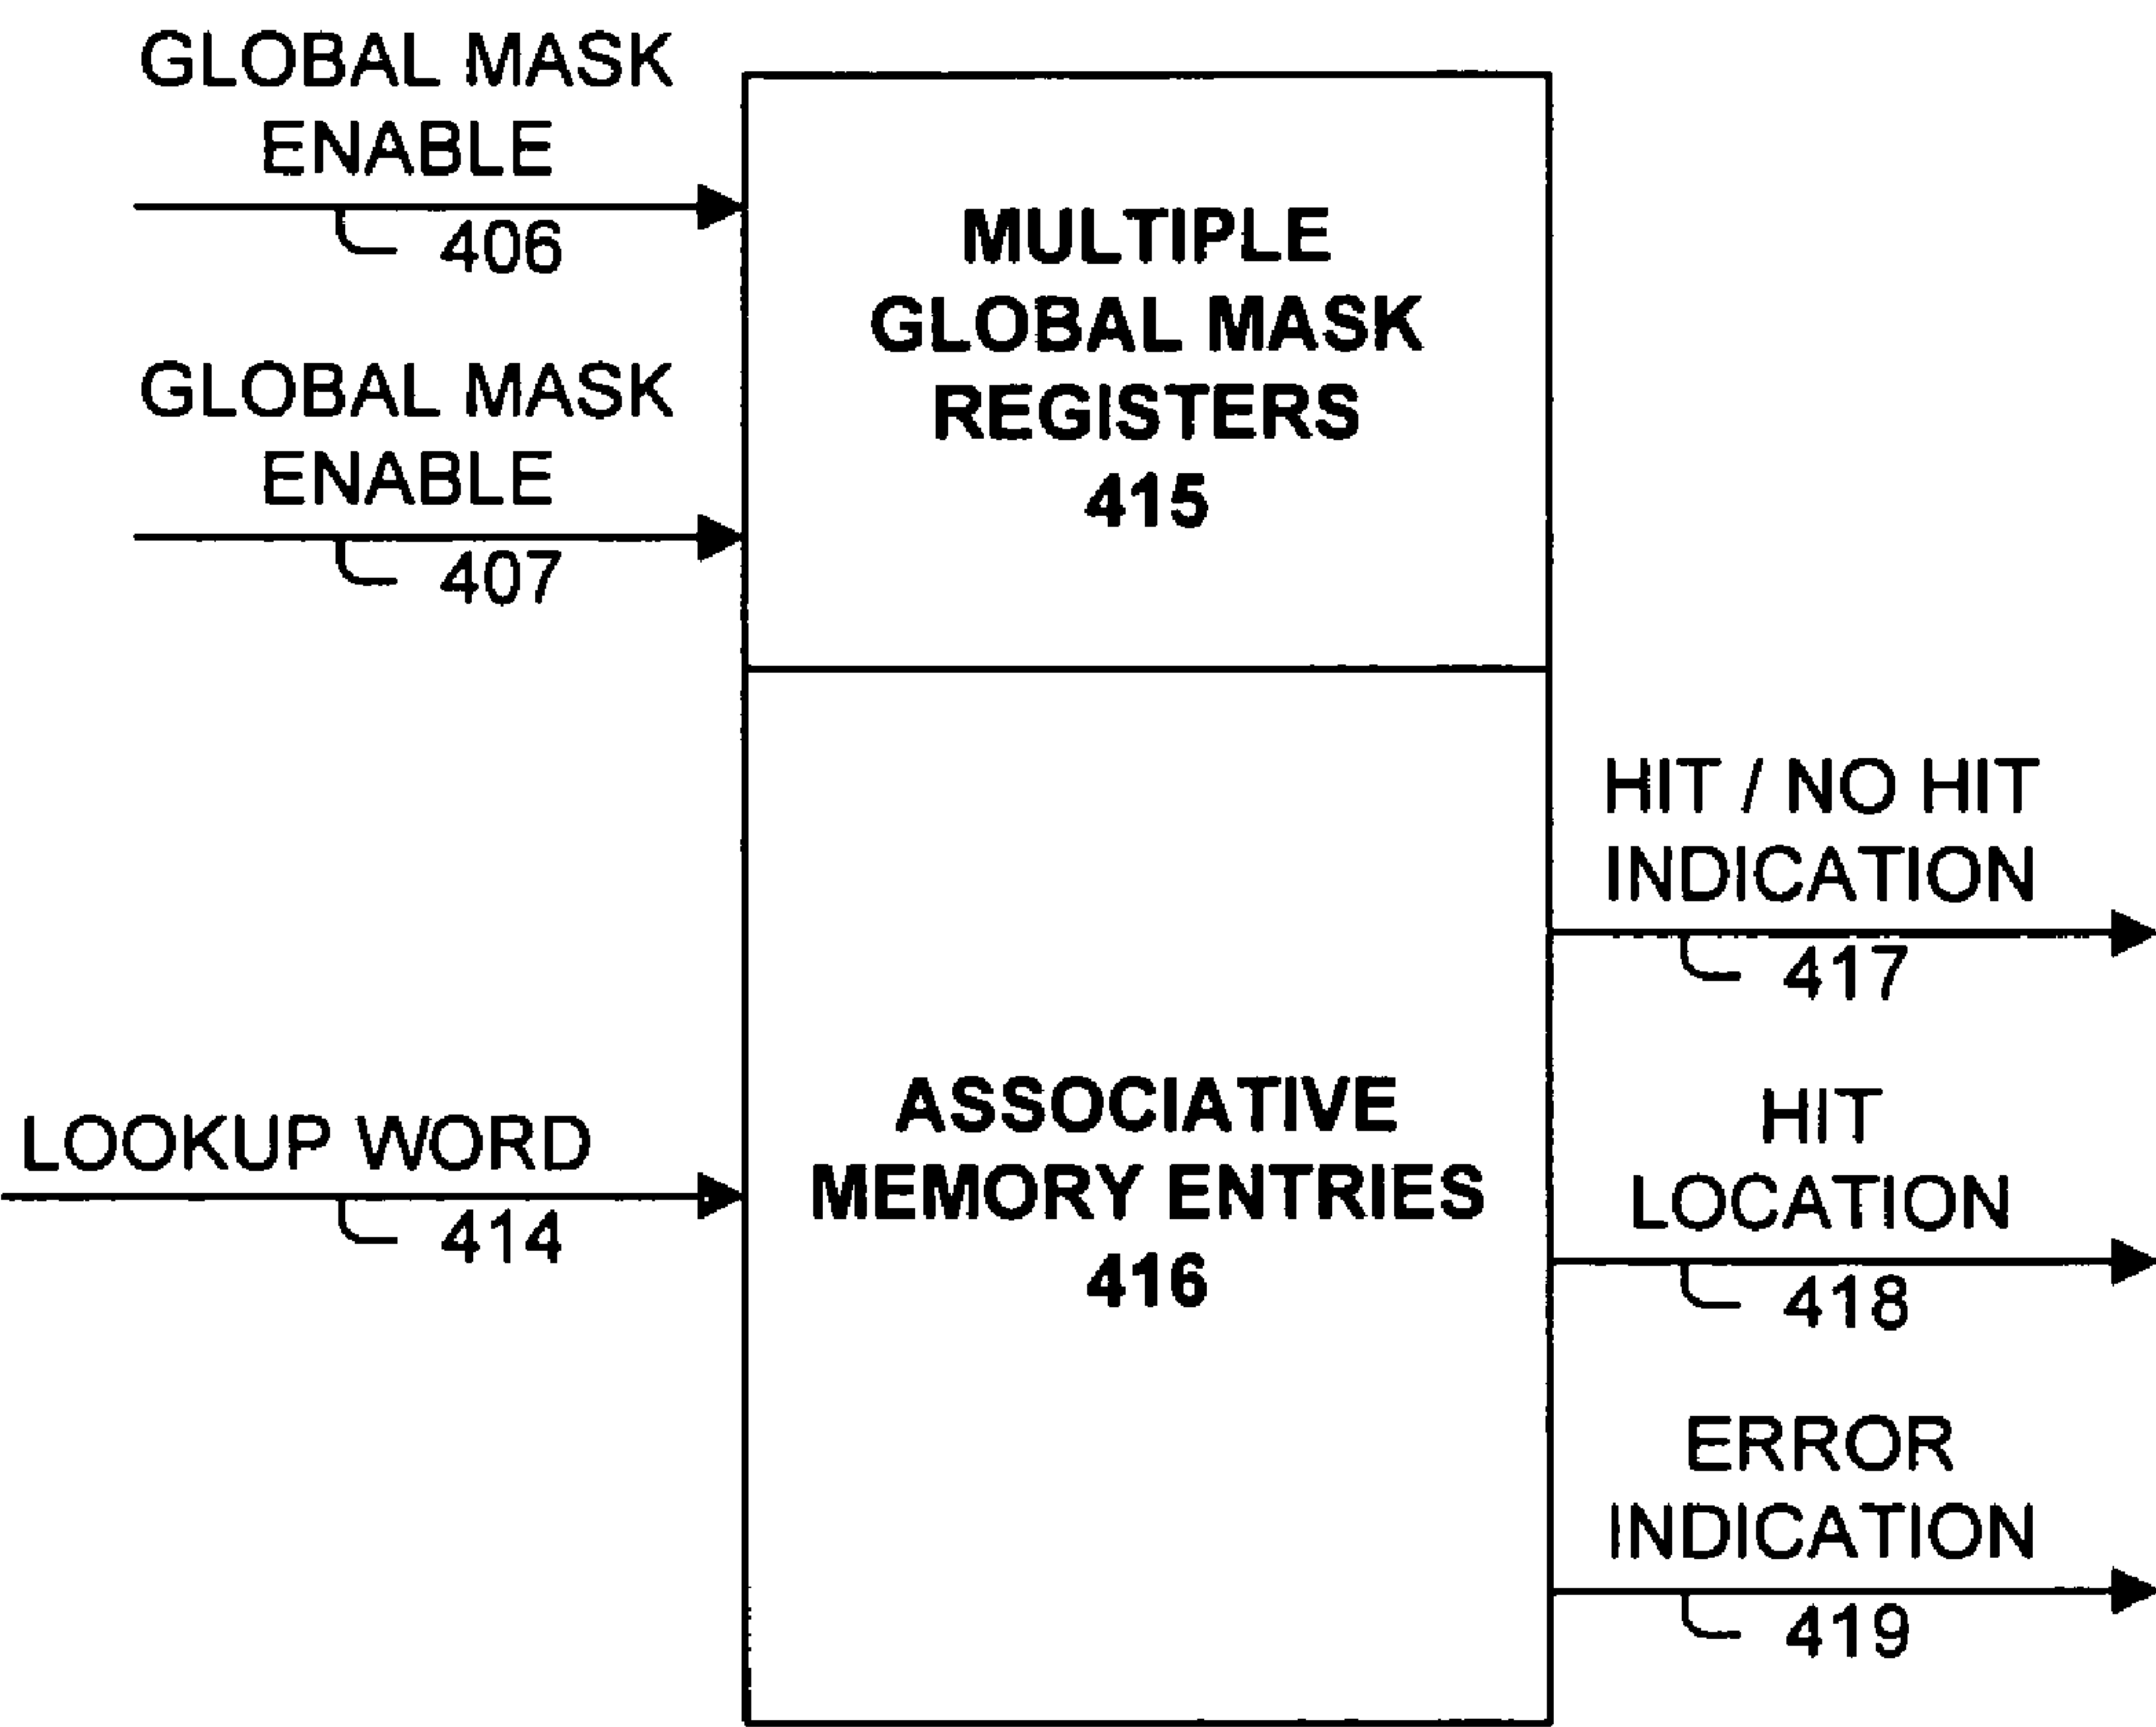 GLOBAL MASK
ENABLE
406
GLOBAL MASK
ENABLE
407
LOOKUP WORD
414
MULTIPLE
GLOBAL MASK
REGISTERS
415
ASSOCIATIVE
MEMORY ENTRIES
416
HIT / NO HIT
INDICATION
417
HIT
LOCATION
418
ERROR
INDICATION
419